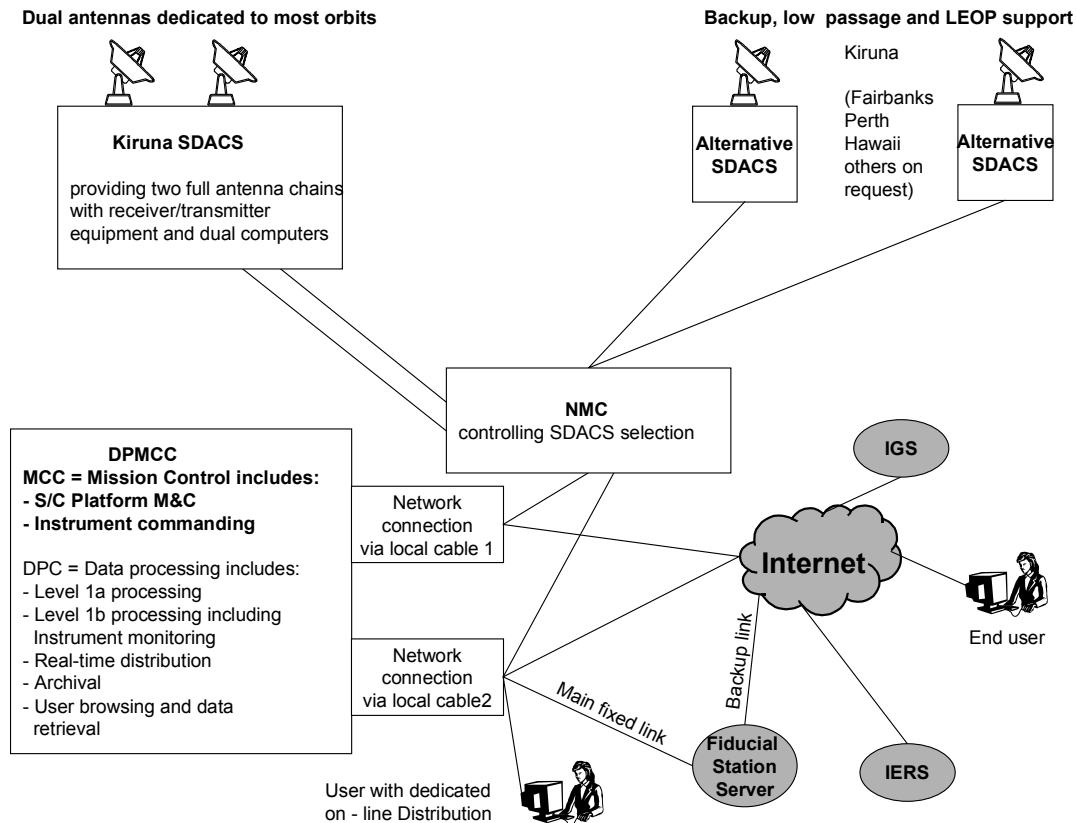 Dual antennas dedicated to most orbits
Backup, low passage and LEOP support
Kiruna
(Fairbanks
Perth
Hawaii
others on
request)
Kiruna SDACS
providing two full antenna chains
with receiver/transmitter
equipment and dual computers
Alternative
SDACS
Alternative
SDACS
NMC
controlling SDACS selection
DPMCC
MCC = Mission Control includes:
- S/C Platform M&C
- Instrument commanding
DPC = Data processing includes:
- Level 1a processing
- Level 1b processing including
Instrument monitoring
- Real-time distribution
- Archival
- User browsing and data
retrieval
Network
connection
via local cable 1
Network
connection
via local cable2
IGS
Internet
End user
Backup link
Main fixed link
Fiducial
Station
Server
IERS
User with dedicated
on - line Distribution